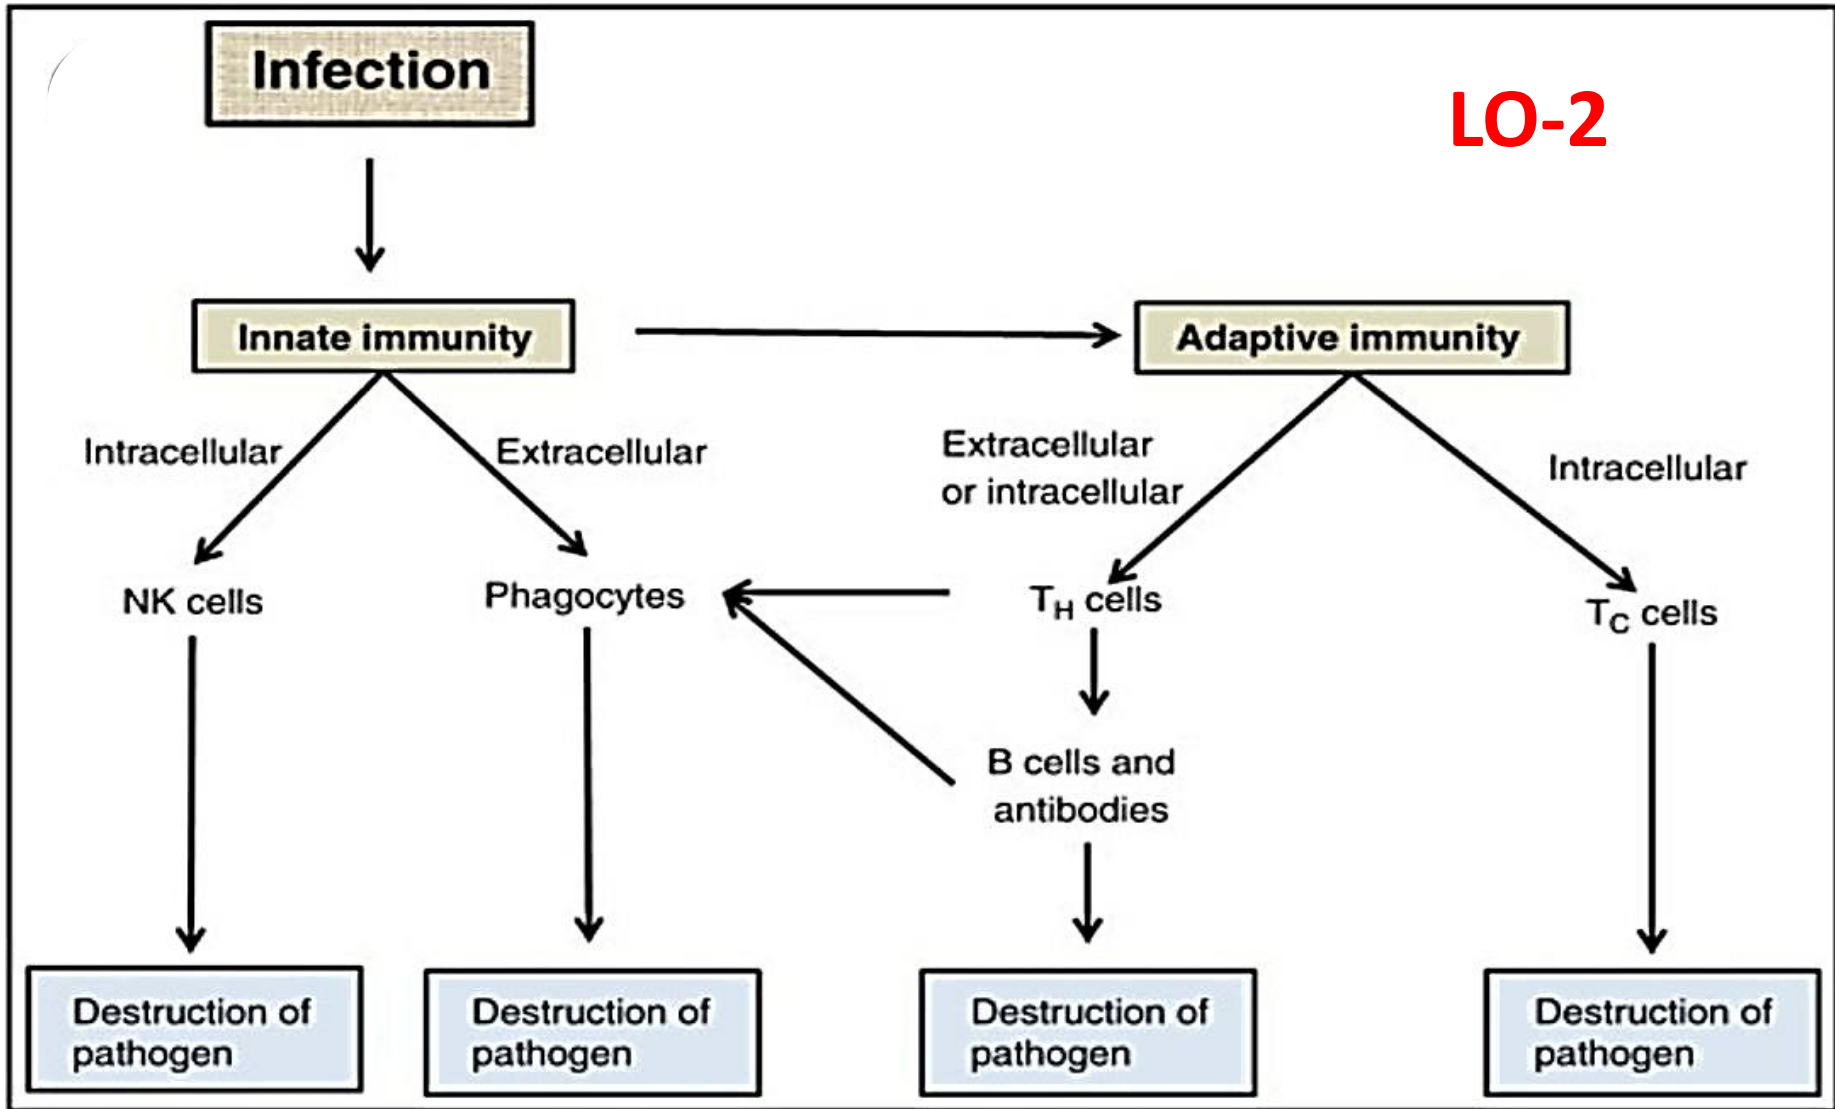 Infection
LO-2
Innate immunity
Adaptive immunity
Intracellular
Extracellular
Extracellular
or intracellular
Intracellular
NK cells
Phagocytes
TH cells
TC cells
B cells and
antibodies
Destruction of
pathogen
Destruction of
pathogen
Destruction of
pathogen
Destruction of
pathogen